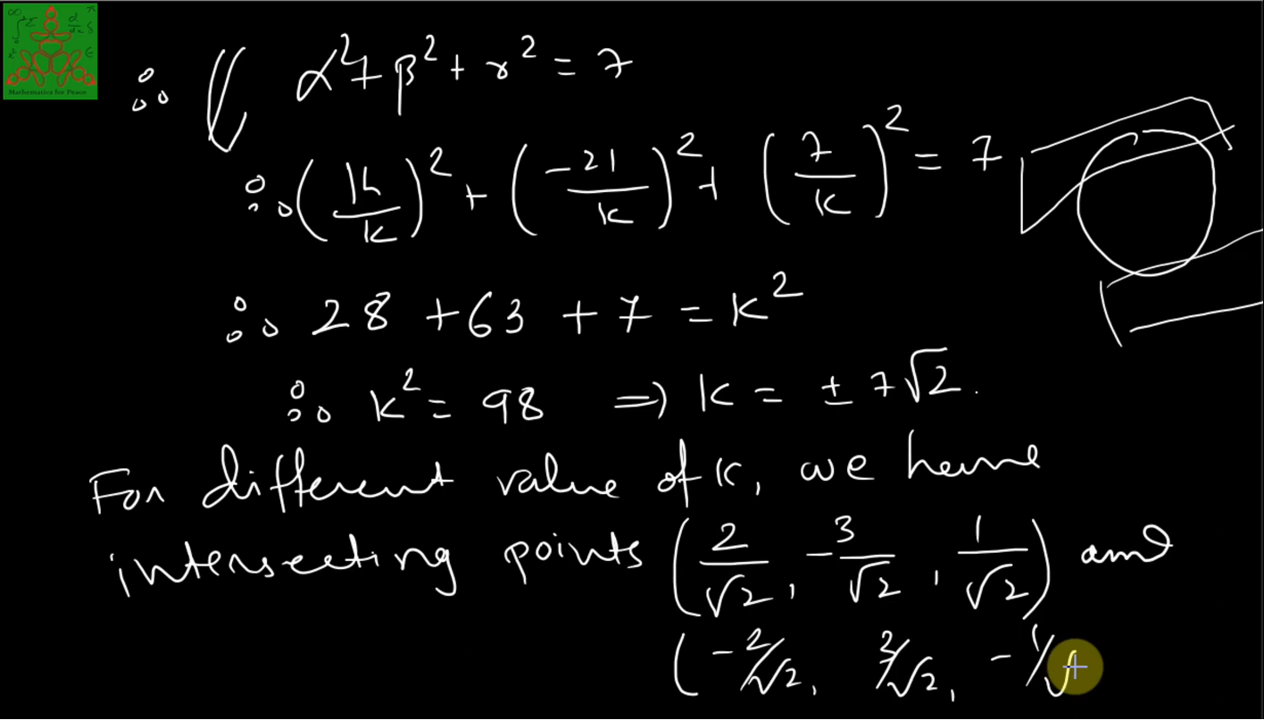 Mathematics for Peace
∴ α² + β² + γ² = 7
∴ (14/k)² + (-21/k)² + (7/k)² = 7
∴ 28 + 63 + 7 = k²
∴ k² = 98 ⇒ k = ± 7√2.
For different value of k, we have
intersecting points (2/√2, -3/√2, 1/√2) and
(-2/√2, 3/√2, -1/√